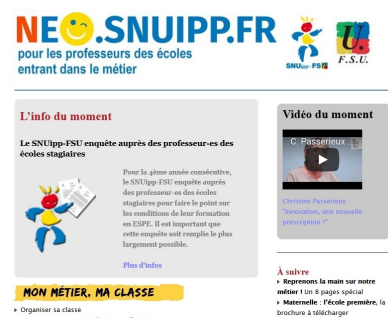 NEO.SNUIPP.FR
pour les professeurs des écoles
entrant dans le métier
SNUipp-FSU
U.
F.S.U.
L'info du moment
Le SNUipp-FSU enquête auprès des professeur-es des
écoles stagiaires
Pour la 4ème année consécutive,
le SNUipp-FSU enquête auprès
des professeur-es des écoles
stagiaires pour faire le point sur
les conditions de leur formation
en ESPE. Il est important que
cette enquête soit remplie le plus
largement possible.
Plus d'infos
MON MÉTIER, MA CLASSE
▸ Organiser sa classe
Vidéo du moment
C. Passerieux
Christine Passerieux
"innovation, une nouvelle
prescription ?"
À suivre
▸ Reprenons la main sur notre
métier ! Un 8 pages spécial
▸ Maternelle : l'école première, la
brochure à télécharger